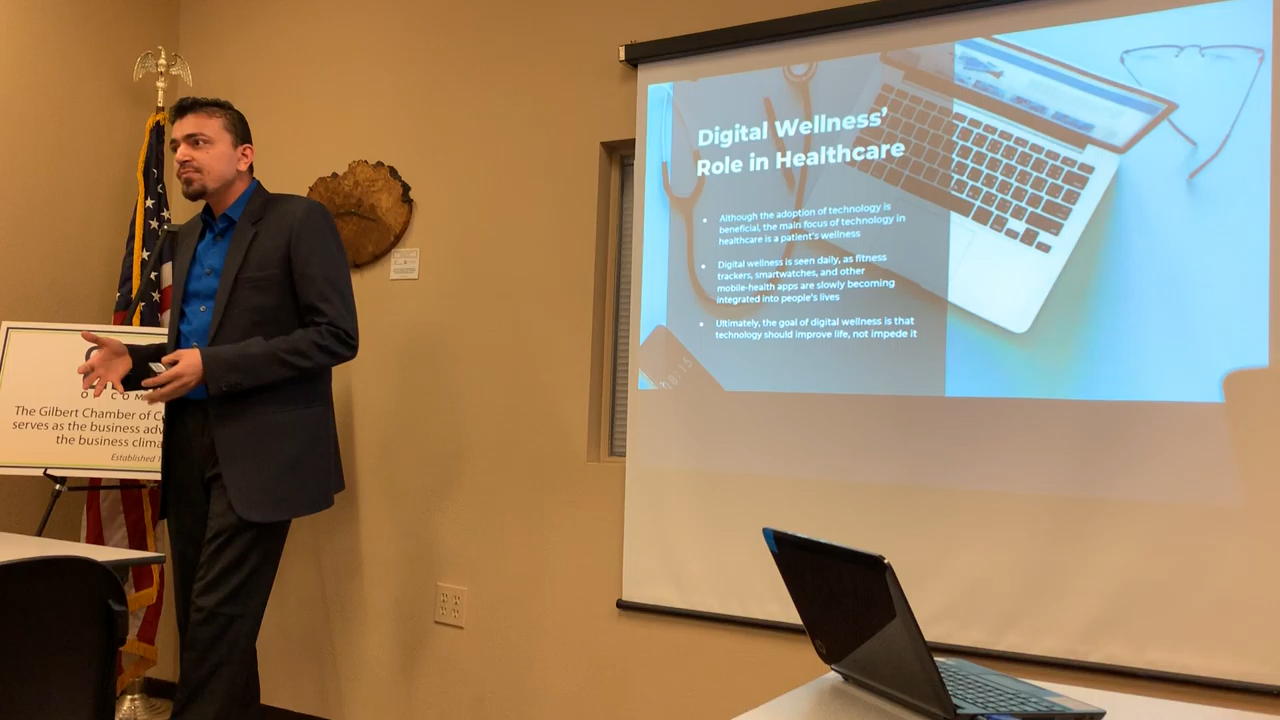 Digital Wellness'
Role in Healthcare
Although the adoption of technology is
beneficial, the main focus of technology in
healthcare is a patient's wellness
Digital wellness is seen daily, as fitness
trackers, smartwatches, and other
mobile-health apps are slowly becoming
integrated into people's lives
Ultimately, the goal of digital wellness is that
technology should improve life, not impede it
08:15
The Gilbert Chamber of C
serves as the business adv
the business clima
Established